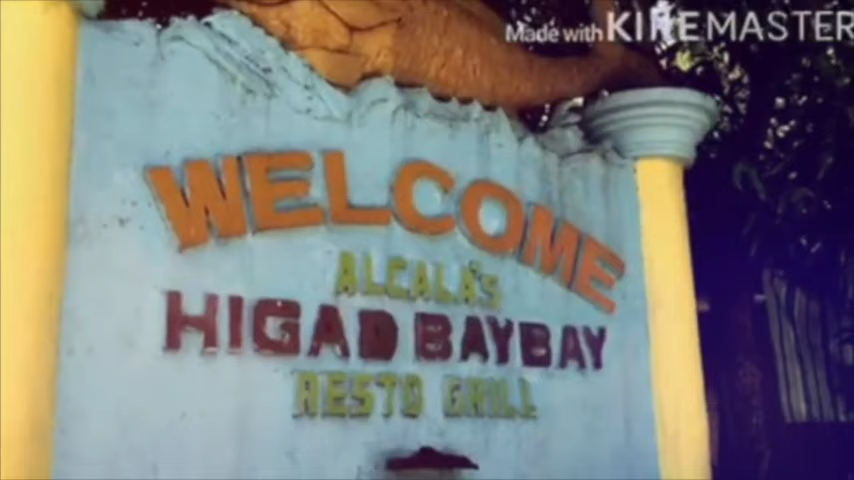 Made with KINEMASTER
WELCOME
ALCALA'S
HIGAD BAYBAY
RESTO GRILL